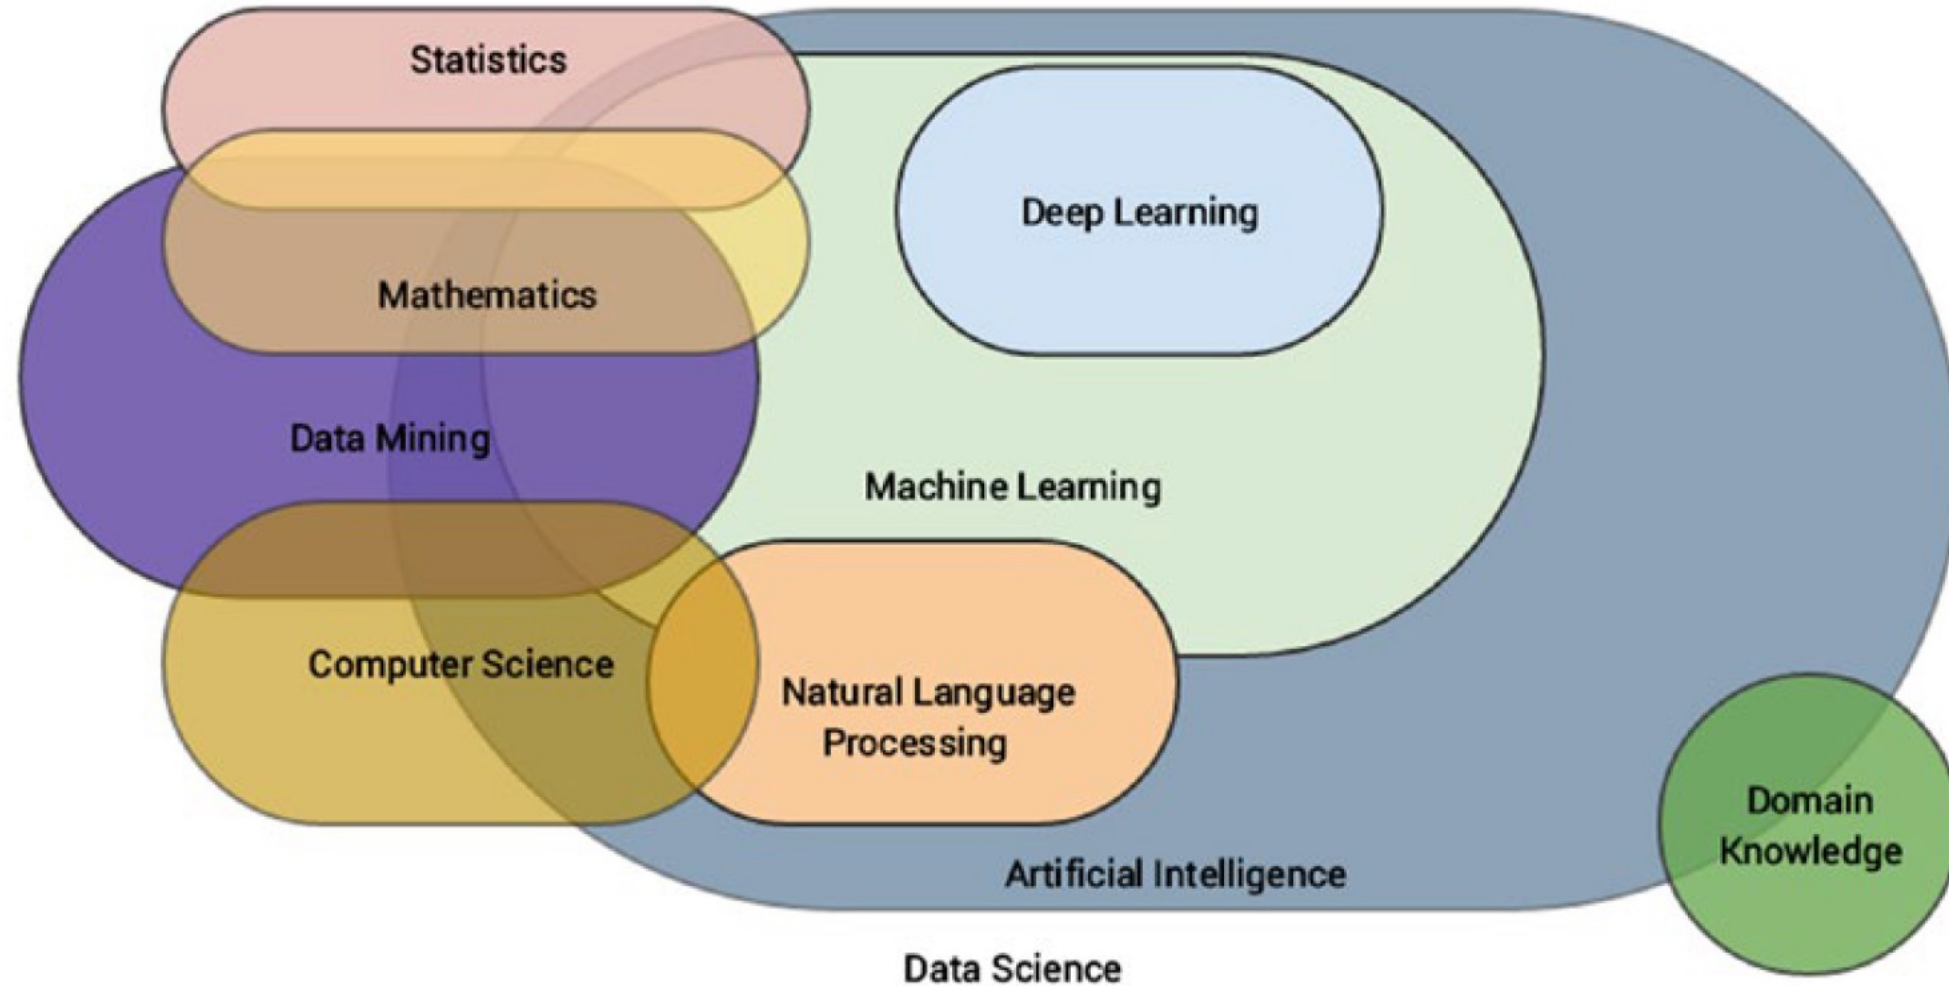 Statistics
Deep Learning
Mathematics
Data Mining
Machine Learning
Computer Science
Natural Language
Processing
Domain
Knowledge
Artificial Intelligence
Data Science